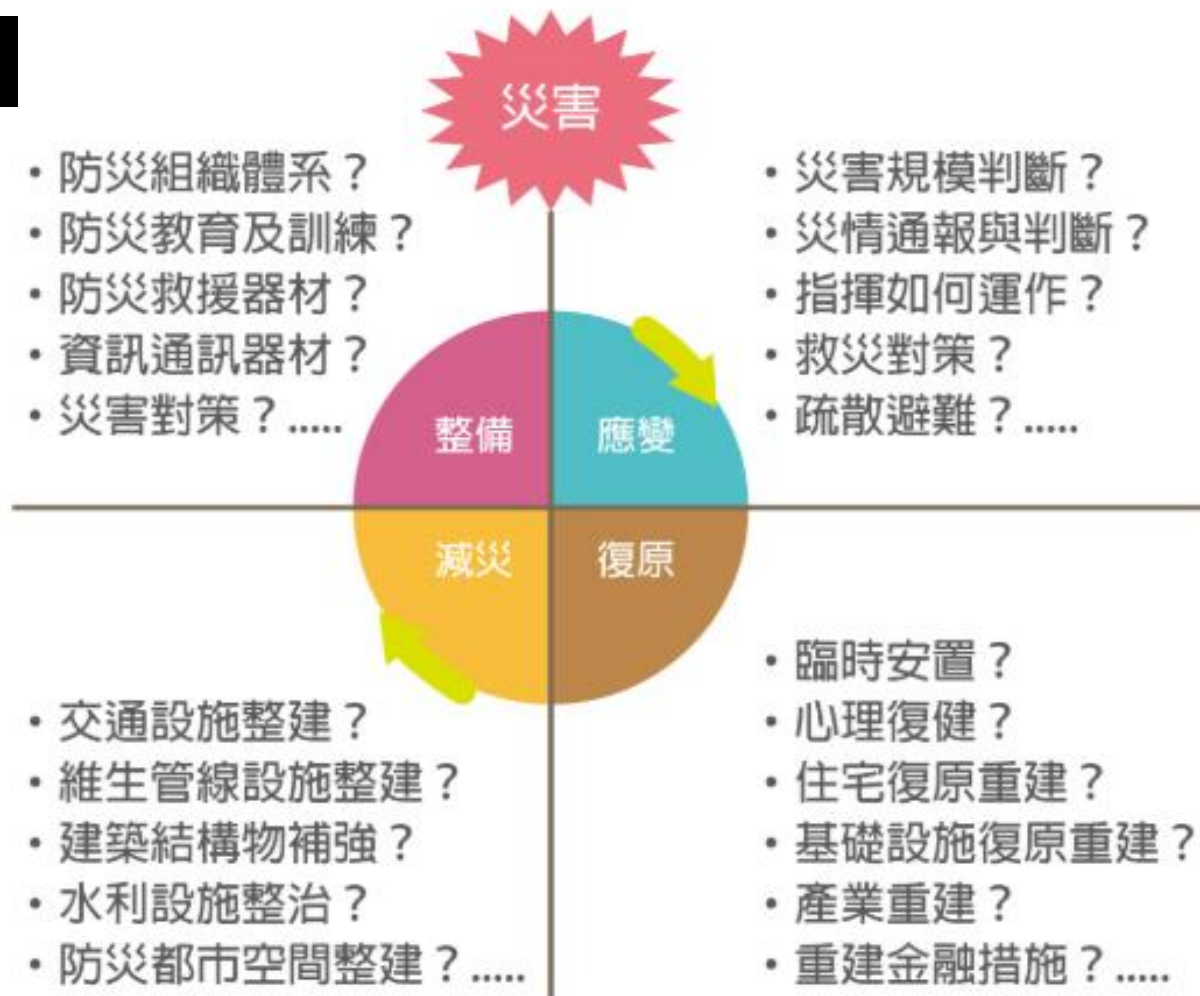 災害
• 防災組織體系？
• 防災教育及訓練？
• 防災救援器材？
• 資訊通訊器材？
• 災害對策？.....
• 災害規模判斷？
• 災情通報與判斷？
• 指揮如何運作？
• 救災對策？
• 疏散避難？.....
整備
應變
減災
復原
• 交通設施整建？
• 維生管線設施整建？
• 建築結構物補強？
• 水利設施整治？
• 防災都市空間整建？.....
• 臨時安置？
• 心理復健？
• 住宅復原重建？
• 基礎設施復原重建？
• 產業重建？
• 重建金融措施？.....